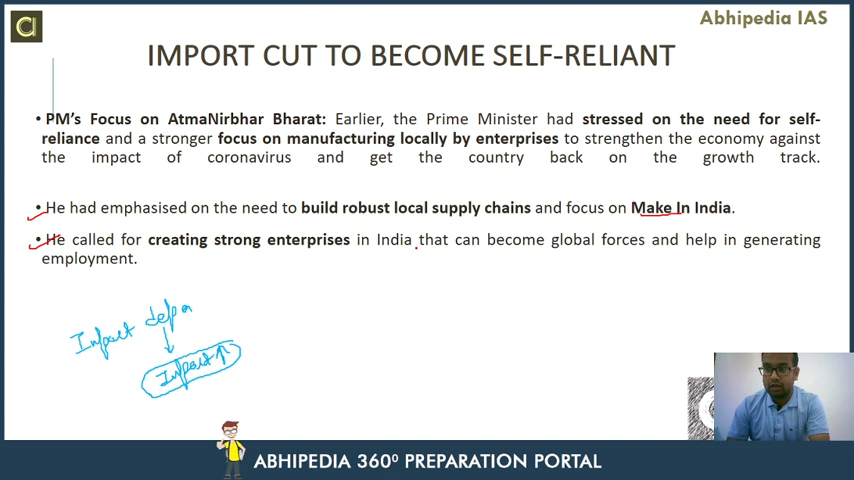 Abhipedia IAS
IMPORT CUT TO BECOME SELF-RELIANT
• PM's Focus on AtmaNirbhar Bharat: Earlier, the Prime Minister had stressed on the need for self-
reliance and a stronger focus on manufacturing locally by enterprises to strengthen the economy against
the impact of coronavirus and get the country back on the growth track.
• He had emphasised on the need to build robust local supply chains and focus on Make In India.
• He called for creating strong enterprises in India that can become global forces and help in generating
employment.
Import
Import ↑
ABHIPEDIA 360⁰ PREPARATION PORTAL